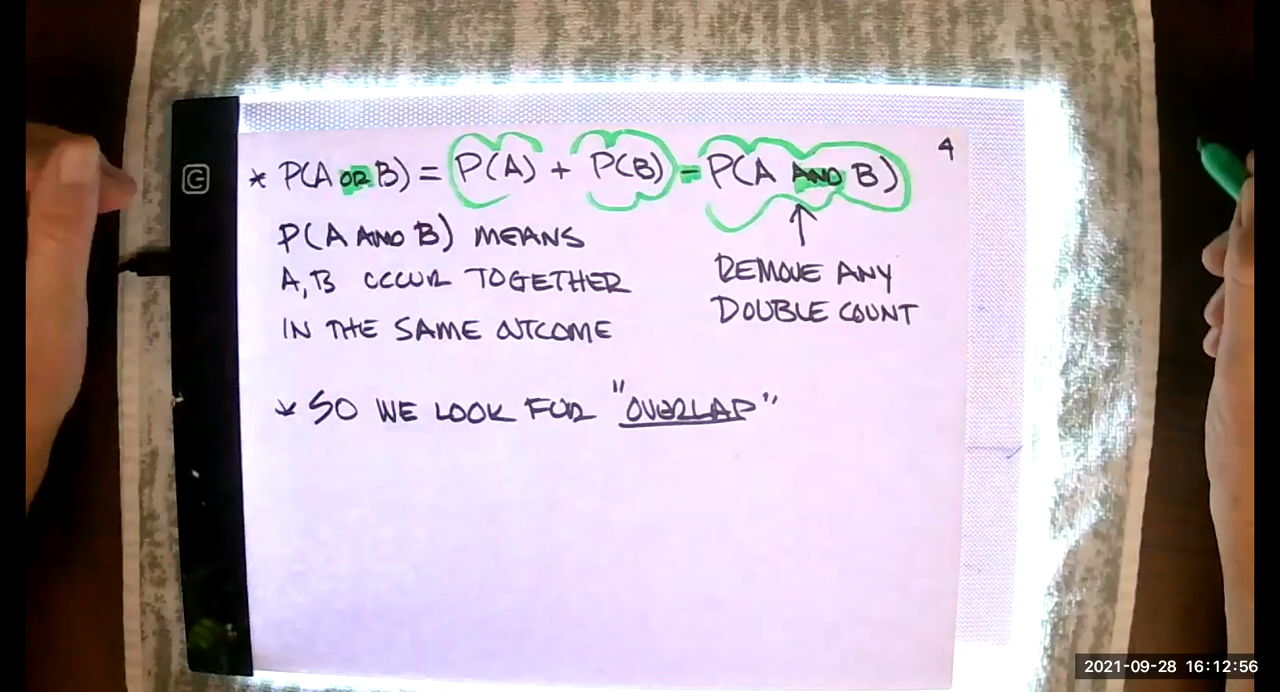 4
* P(A OR B) = P(A) + P(B) - P(A AND B)
P(A AND B) MEANS
A, B OCCUR TOGETHER
IN THE SAME OUTCOME
REMOVE ANY
DOUBLE COUNT
* SO WE LOOK FOR "OVERLAP"
2021-09-28 16:12:56